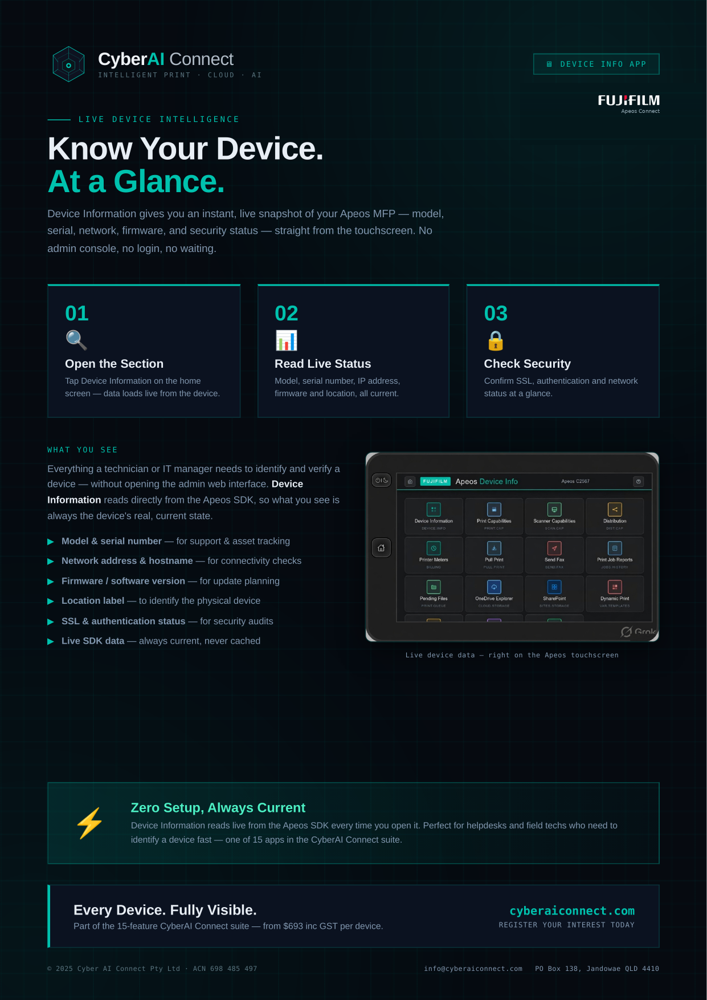 CyberAI Connect
INTELLIGENT PRINT · CLOUD · AI
DEVICE INFO APP
FUJIFILM
Apeos Connect
LIVE DEVICE INTELLIGENCE
Know Your Device.
At a Glance.
Device Information gives you an instant, live snapshot of your Apeos MFP — model,
serial, network, firmware, and security status — straight from the touchscreen. No
admin console, no login, no waiting.
01
Open the Section
Tap Device Information on the home
screen — data loads live from the device.
02
Read Live Status
Model, serial number, IP address,
firmware and location, all current.
03
Check Security
Confirm SSL, authentication and network
status at a glance.
WHAT YOU SEE
Everything a technician or IT manager needs to identify and verify a
device — without opening the admin web interface. Device
Information reads directly from the Apeos SDK, so what you see is
always the device's real, current state.
▶ Model & serial number — for support & asset tracking
▶ Network address & hostname — for connectivity checks
▶ Firmware / software version — for update planning
▶ Location label — to identify the physical device
▶ SSL & authentication status — for security audits
▶ Live SDK data — always current, never cached
FUJIFILM Apeos Device Info Apeos C2567
Device Information Print Capabilities Scanner Capabilities Distribution
DEVICE.INFO PRINT.CAP SCAN.CAP DIST.CAP
Printer Meters Pull Print Send Fax Print Job Reports
BILLING PULL.PRINT SEND.FAX JOBS.HISTORY
Pending Files OneDrive Explorer SharePoint Dynamic Print
PRINT.QUEUE CLOUD.STORAGE SITES.STORAGE VAR.TEMPLATES
Grok
Live device data — right on the Apeos touchscreen
Zero Setup, Always Current
Device Information reads live from the Apeos SDK every time you open it. Perfect for helpdesks and field techs who need to
identify a device fast — one of 15 apps in the CyberAI Connect suite.
Every Device. Fully Visible.
Part of the 15-feature CyberAI Connect suite — from $693 inc GST per device.
cyberaiconnect.com
REGISTER YOUR INTEREST TODAY
© 2025 Cyber AI Connect Pty Ltd · ACN 698 485 497
info@cyberaiconnect.com PO Box 138, Jandowae QLD 4410